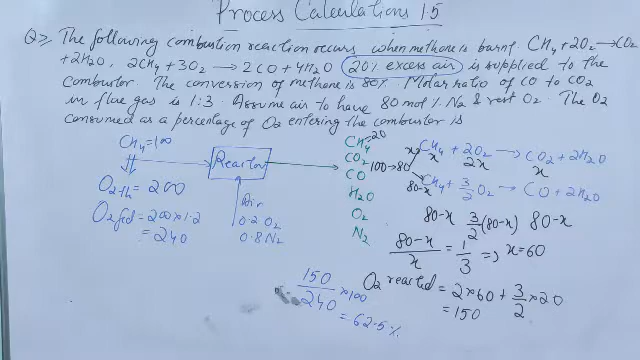 Process Calculations 15
Q⇒ The following combustion reaction occurs when methane is burnt. CH₄+2O₂→CO₂
+2H₂O, 2CH₄+3O₂→2CO+4H₂O 20% excess air is supplied to the
combustor. The conversion of methane is 80%. Molar ratio of CO to CO₂
in flue gas is 1:3. Assume air to have 80 mol% N₂ & rest O₂. The O₂
consumed as a percentage of O₂ entering the combustor is
CH₄=100
Reactor
O₂-th=200
O₂fed=200×1.2
=240
Air
0.2 O₂
0.8 N₂
CH₄=20
CO₂
CO
H₂O
O₂
N₂
100→80
x CH₄+2O₂→CO₂+2H₂O
x 2x x
80-x CH₄+3/2 O₂→CO+2H₂O
80-x 3/2(80-x) 80-x
80-x/x=1/3 ⇒ x=60
O₂ reacted=2×60+3/2×20
=150
150/240×100
=62.5%